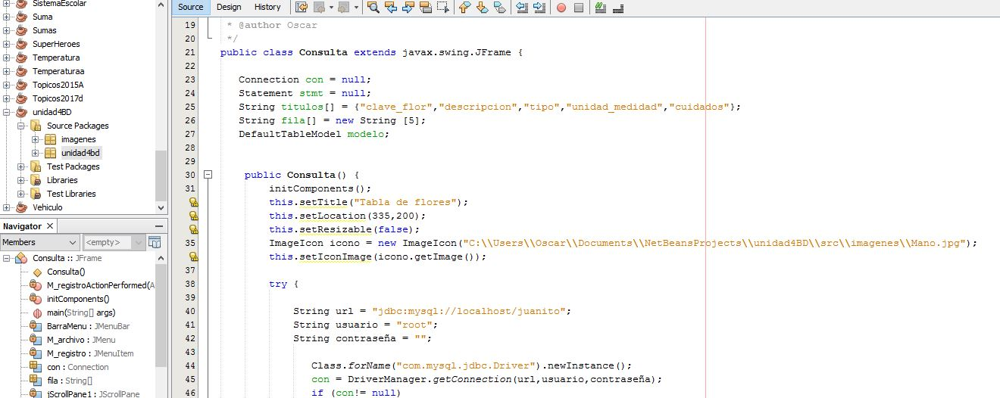 SistemaEscolar
Suma
Sumas
SuperHeroes
Temperatura
Temperaturaa
Topicos2015A
Topicos2017d
unidad4BD
Source Packages
imagenes
unidad4bd
Test Packages
Libraries
Test Libraries
Vehiculo
Navigator
Members
<empty>
Consulta :: JFrame
Consulta()
M_registroActionPerformed(A
initComponents()
main(String[] args)
BarraMenu : JMenuBar
M_archivo : JMenu
M_registro : JMenuItem
con : Connection
fila : String[]
jScrollPane1 : JScrollPane
Source Design History
19 * @author Oscar
20 */
21 public class Consulta extends javax.swing.JFrame {
22
23 Connection con = null;
24 Statement stmt = null;
25 String titulos[] = {"clave_flor","descripcion","tipo","unidad_medidad","cuidados"};
26 String fila[] = new String [5];
27 DefaultTableModel modelo;
28
29
30 public Consulta() {
31 initComponents();
this.setTitle("Tabla de flores");
this.setLocation(335,200);
this.setResizable(false);
35 ImageIcon icono = new ImageIcon("C:\\Users\\Oscar\\Documents\\NetBeansProjects\\unidad4BD\\src\\imagenes\\Mano.jpg");
this.setIconImage(icono.getImage());
37
38 try {
39
40 String url = "jdbc:mysql://localhost/juanito";
41 String usuario = "root";
42 String contraseña = "";
43
44 Class.forName("com.mysql.jdbc.Driver").newInstance();
45 con = DriverManager.getConnection(url,usuario,contraseña);
46 if (con!= null)